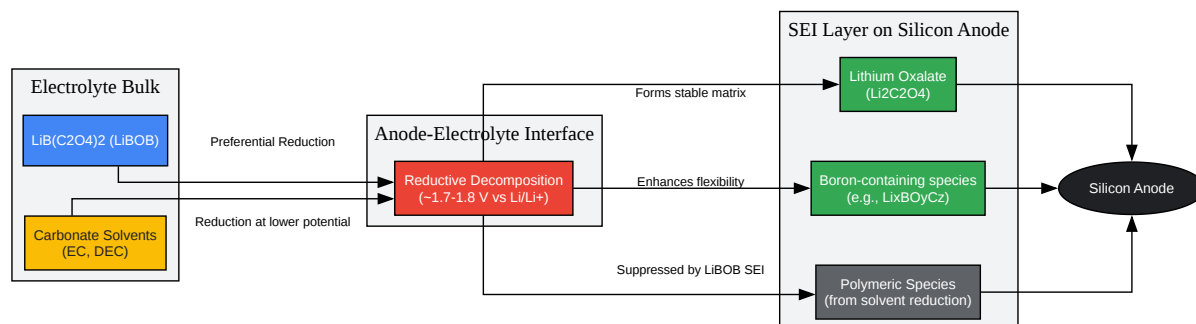 Electrolyte Bulk
LiB(C2O4)2 (LiBOB)
Carbonate Solvents
(EC, DEC)
Preferential Reduction
Reduction at lower potential
Anode-Electrolyte Interface
Reductive Decomposition
(~1.7-1.8 V vs Li/Li+)
Forms stable matrix
Enhances flexibility
Suppressed by LiBOB SEI
SEI Layer on Silicon Anode
Lithium Oxalate
(Li2C2O4)
Boron-containing species
(e.g., LixBOyCz)
Polymeric Species
(from solvent reduction)
Silicon Anode